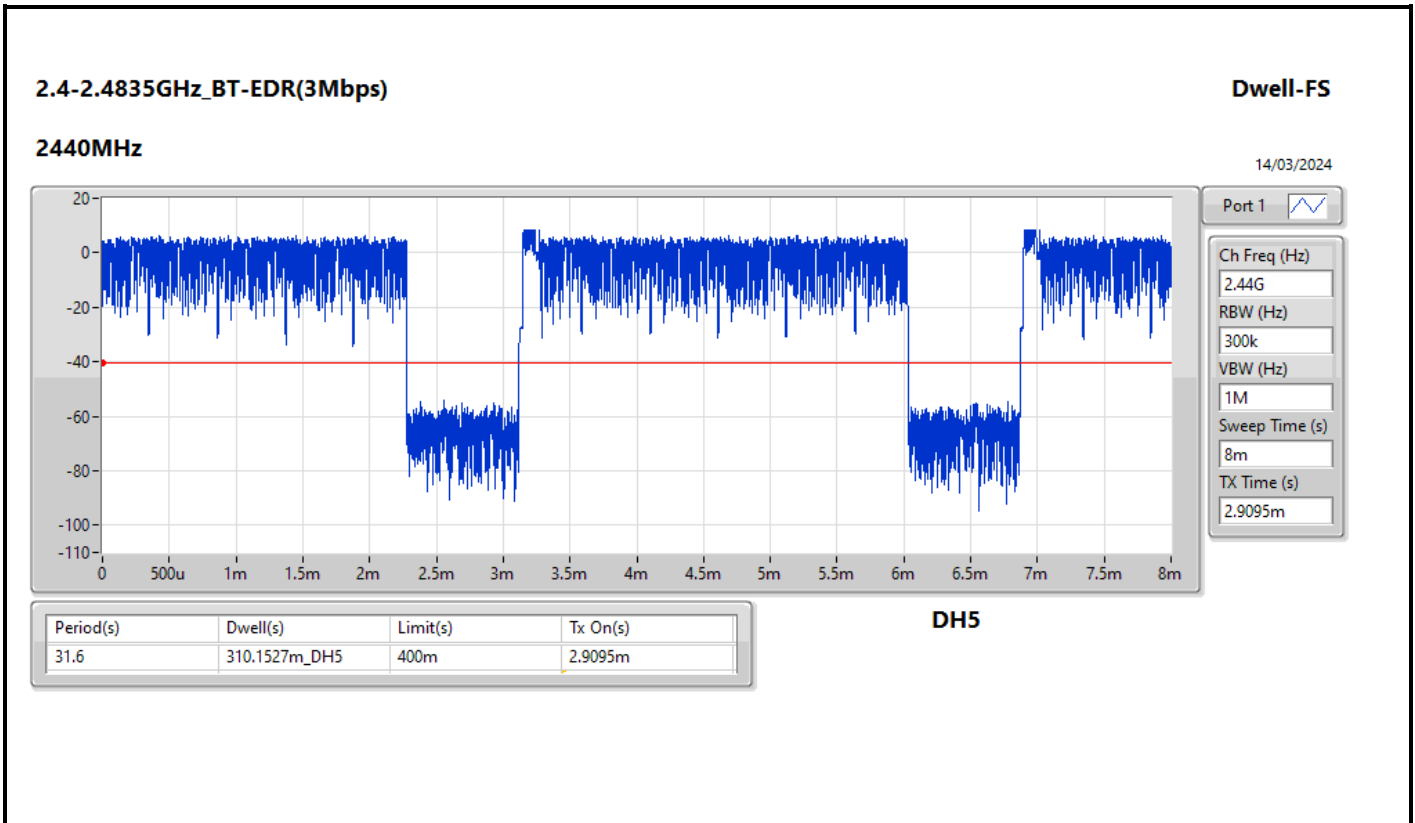 2.4-2.4835GHz_BT-EDR(3Mbps)
Dwell-FS
2440MHz
14/03/2024
20
0
-20
-40
-60
-80
-100
-110
0 500u 1m 1.5m 2m 2.5m 3m 3.5m 4m 4.5m 5m 5.5m 6m 6.5m 7m 7.5m 8m
Port 1
Ch Freq (Hz)
2.44G
RBW (Hz)
300k
VBW (Hz)
1M
Sweep Time (s)
8m
TX Time (s)
2.9095m
Period(s) Dwell(s) Limit(s) Tx On(s)
31.6 310.1527m_DH5 400m 2.9095m
DH5